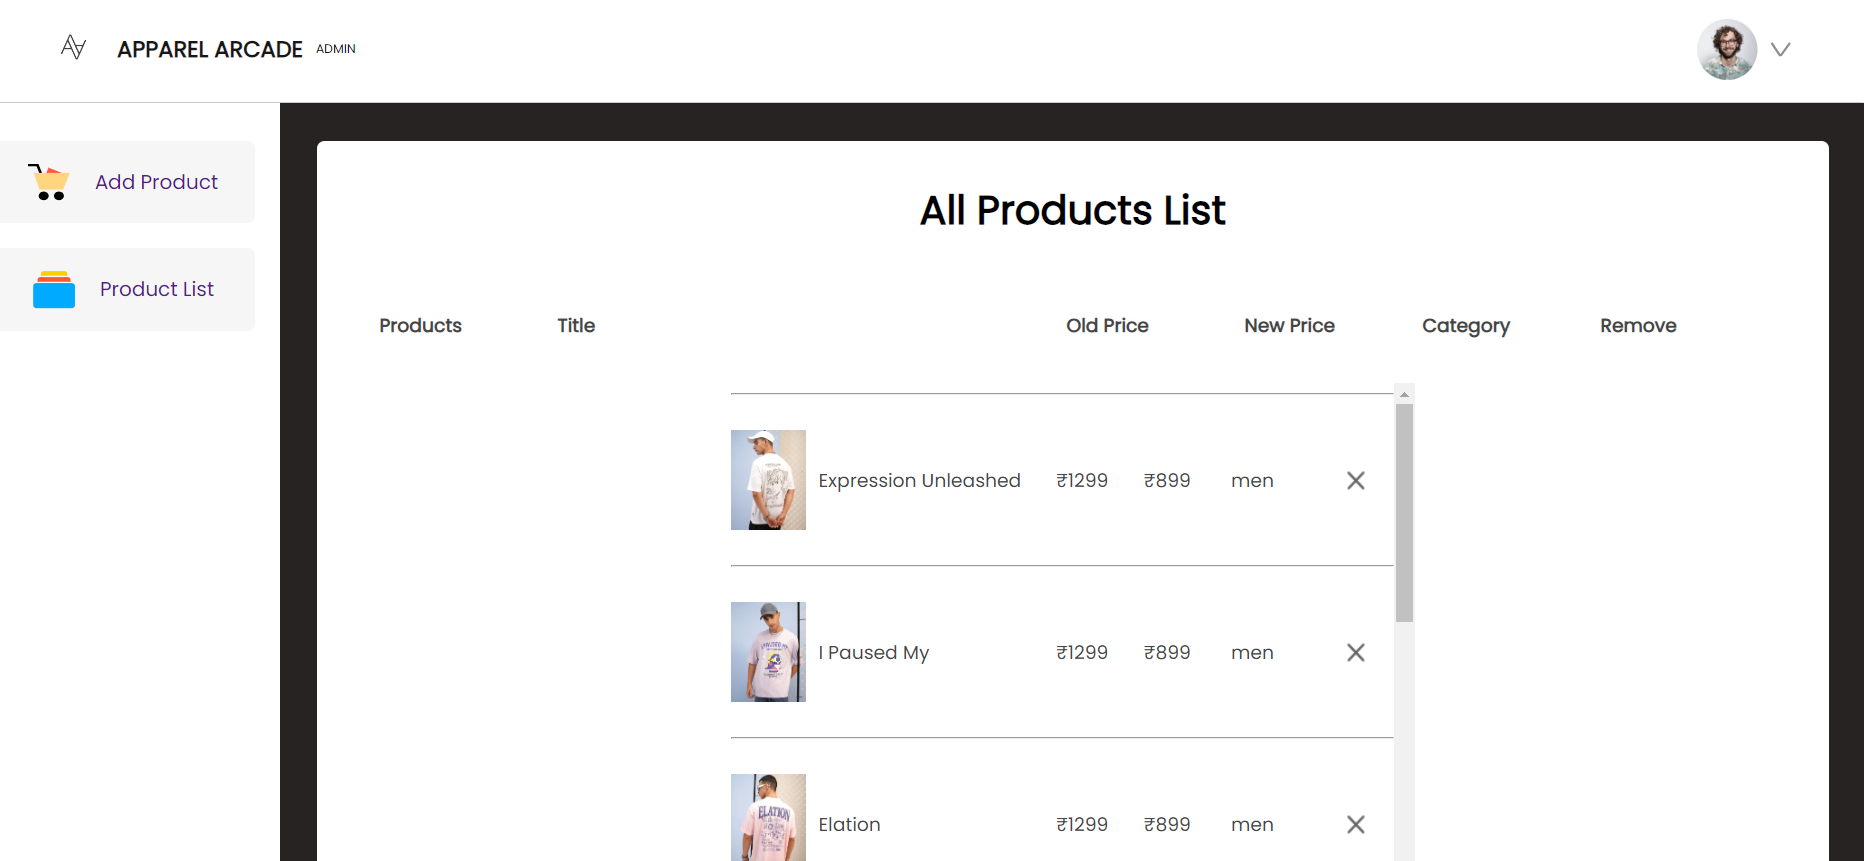 APPAREL ARCADE ADMIN
Add Product
Product List
All Products List
Products Title Old Price New Price Category Remove
Expression Unleashed ₹1299 ₹899 men
I Paused My ₹1299 ₹899 men
ELATION
Elation ₹1299 ₹899 men